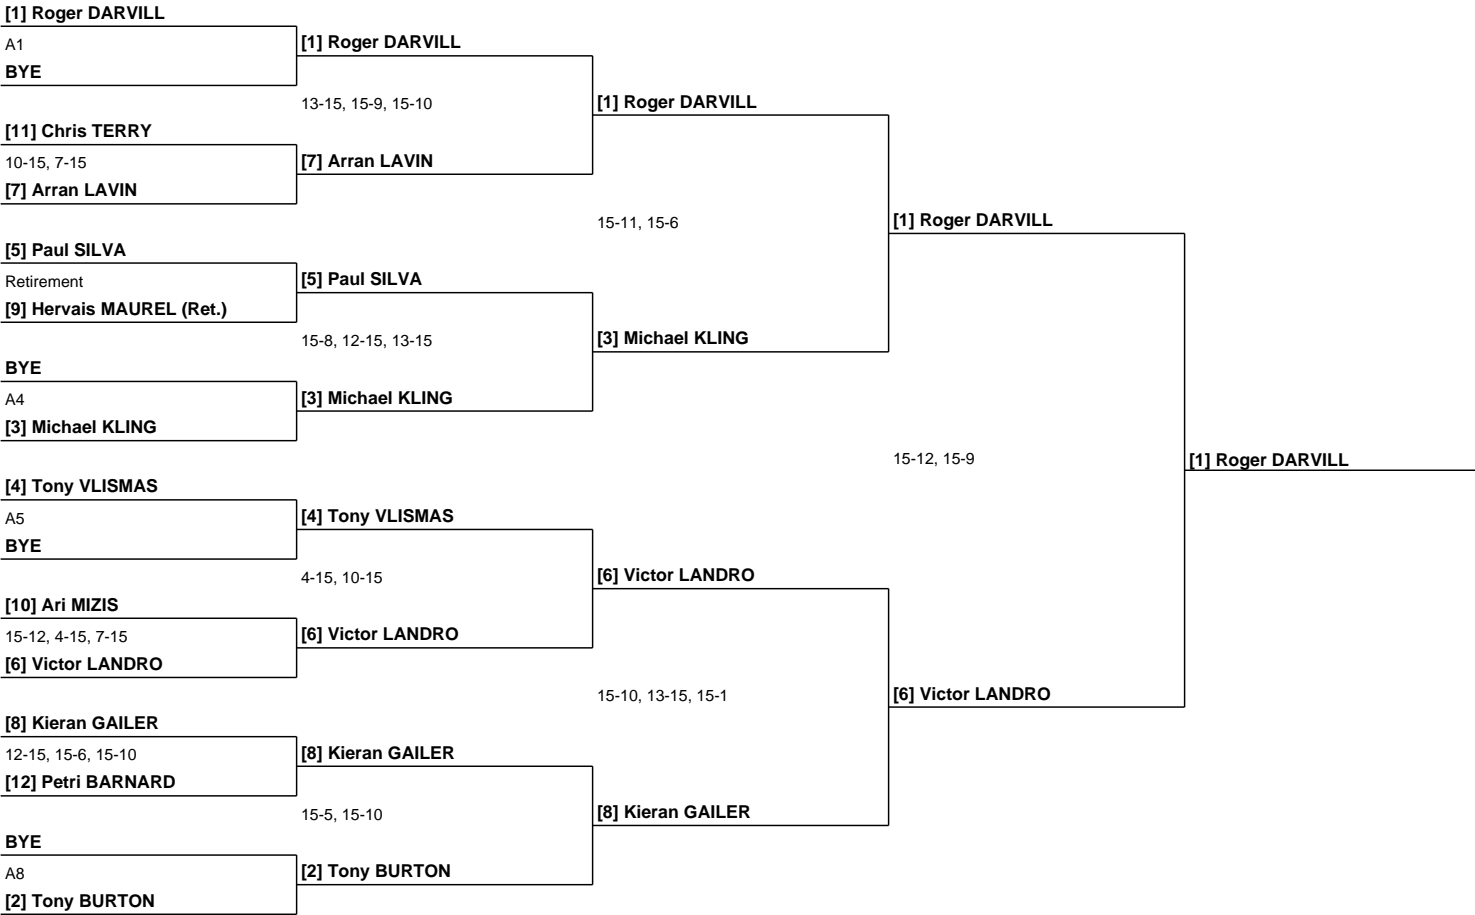 [1] Roger DARVILL
A1
BYE
[11] Chris TERRY
10-15, 7-15
[7] Arran LAVIN
[5] Paul SILVA
Retirement
[9] Hervais MAUREL (Ret.)
BYE
A4
[3] Michael KLING
[4] Tony VLISMAS
A5
BYE
[10] Ari MIZIS
15-12, 4-15, 7-15
[6] Victor LANDRO
[8] Kieran GAILER
12-15, 15-6, 15-10
[12] Petri BARNARD
BYE
A8
[2] Tony BURTON
[1] Roger DARVILL
13-15, 15-9, 15-10
[7] Arran LAVIN
[5] Paul SILVA
15-8, 12-15, 13-15
[3] Michael KLING
[4] Tony VLISMAS
4-15, 10-15
[6] Victor LANDRO
[8] Kieran GAILER
15-5, 15-10
[2] Tony BURTON
[1] Roger DARVILL
15-11, 15-6
[3] Michael KLING
[6] Victor LANDRO
15-10, 13-15, 15-1
[8] Kieran GAILER
[1] Roger DARVILL
15-12, 15-9
[6] Victor LANDRO
[1] Roger DARVILL